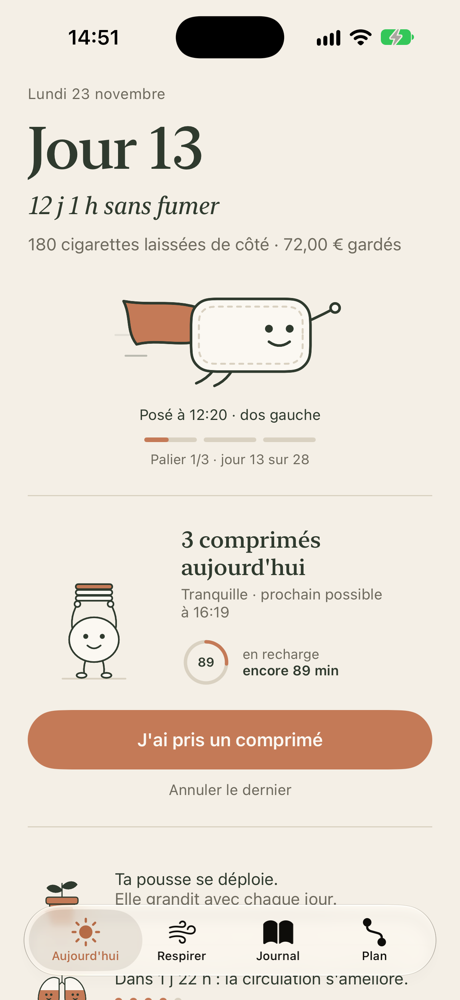 14:51
Lundi 23 novembre
Jour 13
12 j 1 h sans fumer
180 cigarettes laissées de côté · 72,00 € gardés
Posé à 12:20 · dos gauche
Palier 1/3 · jour 13 sur 28
3 comprimés
aujourd'hui
Tranquille · prochain possible
à 16:19
89
en recharge
encore 89 min
J'ai pris un comprimé
Annuler le dernier
Ta pousse se déploie.
Elle grandit avec chaque jour.
Aujourd'hui
Respirer
Journal
Plan
Dans 1 j 22 h : la circulation s'améliore.